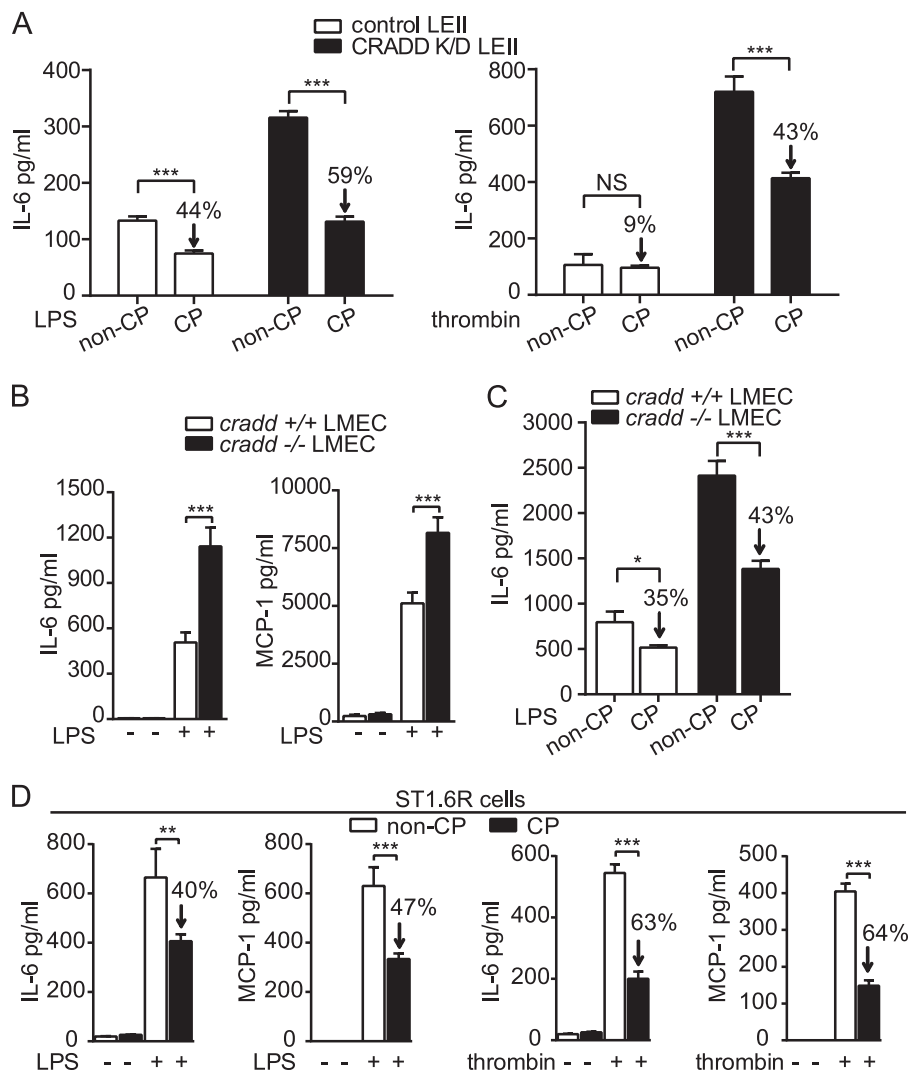 A
control LEII
CRADD K/D LEII
IL-6 pg/ml
400
300
200
100
0
***
44%
***
59%
LPS
non-CP
CP
non-CP
CP
IL-6 pg/ml
800
600
400
200
0
NS
9%
***
43%
thrombin
non-CP
CP
non-CP
CP
B
cradd +/+ LMEC
cradd -/- LMEC
IL-6 pg/ml
1500
1200
900
600
300
0
***
LPS - - + +
MCP-1 pg/ml
10000
7500
5000
2500
0
***
LPS - - + +
C
cradd +/+ LMEC
cradd -/- LMEC
IL-6 pg/ml
3000
2500
2000
1500
1000
500
0
*
35%
***
43%
LPS
non-CP
CP
non-CP
CP
D
ST1.6R cells
non-CP
CP
IL-6 pg/ml
800
600
400
200
0
**
40%
LPS - - + +
MCP-1 pg/ml
800
600
400
200
0
***
47%
LPS - - + +
IL-6 pg/ml
600
400
200
0
***
63%
thrombin - - + +
MCP-1 pg/ml
500
400
300
200
100
0
***
64%
thrombin - - + +